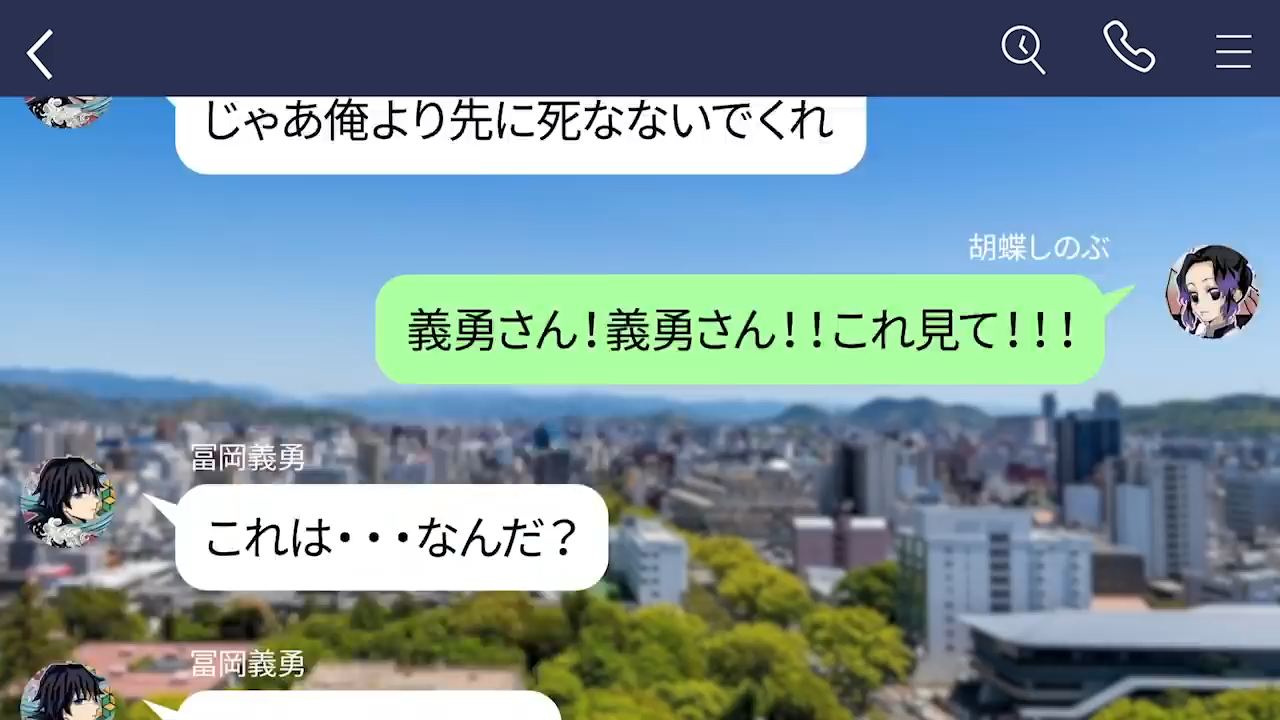 じゃあ俺より先に死なないでくれ
胡蝶しのぶ
義勇さん！義勇さん！！これ見て！！！
冨岡義勇
これは・・・なんだ？
冨岡義勇